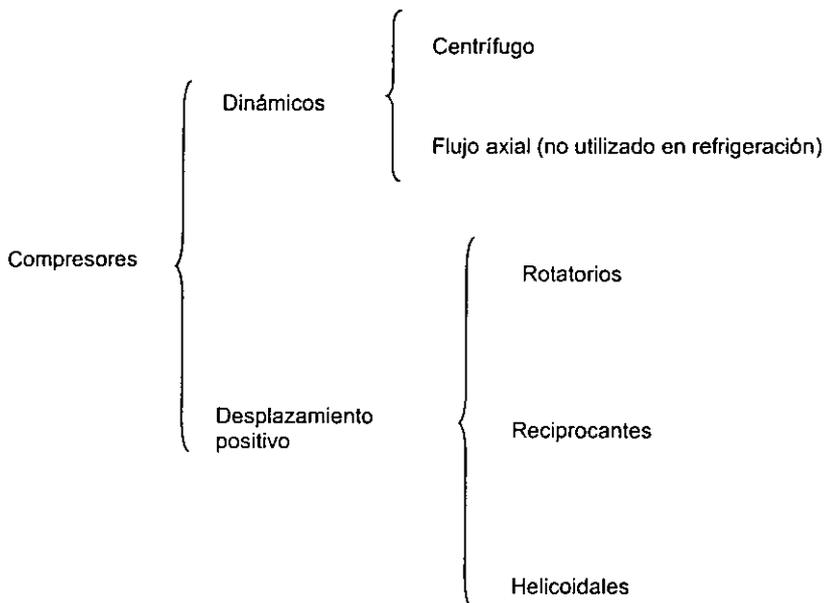 Compresores
Dinámicos
Centrífugo
Flujo axial (no utilizado en refrigeración)
Desplazamiento
positivo
Rotatorios
Reciprocantes
Helicoidales